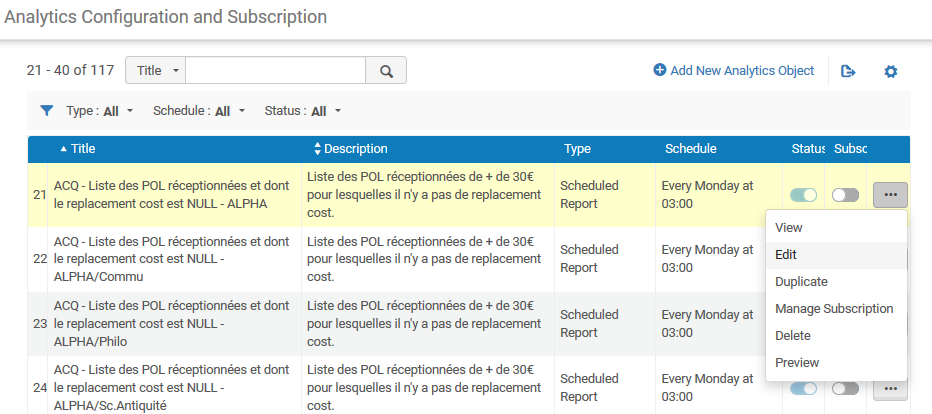 Analytics Configuration and Subscription
21 - 40 of 117 Title
Add New Analytics Object
Type : All Schedule : All Status : All
Title Description Type Schedule Status Subsc
21 ACQ - Liste des POL réceptionnées et dont
le replacement cost est NULL - ALPHA
Liste des POL réceptionnées de + de 30€
pour lesquelles il n'y a pas de replacement
cost.
Scheduled
Report
Every Monday at
03:00
View
Edit
Duplicate
Manage Subscription
Delete
Preview
22 ACQ - Liste des POL réceptionnées et dont
le replacement cost est NULL -
ALPHA/Commu
Liste des POL réceptionnées de + de 30€
pour lesquelles il n'y a pas de replacement
cost.
Scheduled
Report
Every Monday at
03:00
23 ACQ - Liste des POL réceptionnées et dont
le replacement cost est NULL -
ALPHA/Philo
Liste des POL réceptionnées de + de 30€
pour lesquelles il n'y a pas de replacement
cost.
Scheduled
Report
Every Monday at
03:00
24 ACQ - Liste des POL réceptionnées et dont
le replacement cost est NULL -
ALPHA/Sc.Antiquité
Liste des POL réceptionnées de + de 30€
pour lesquelles il n'y a pas de replacement
cost.
Scheduled
Report
Every Monday at
03:00